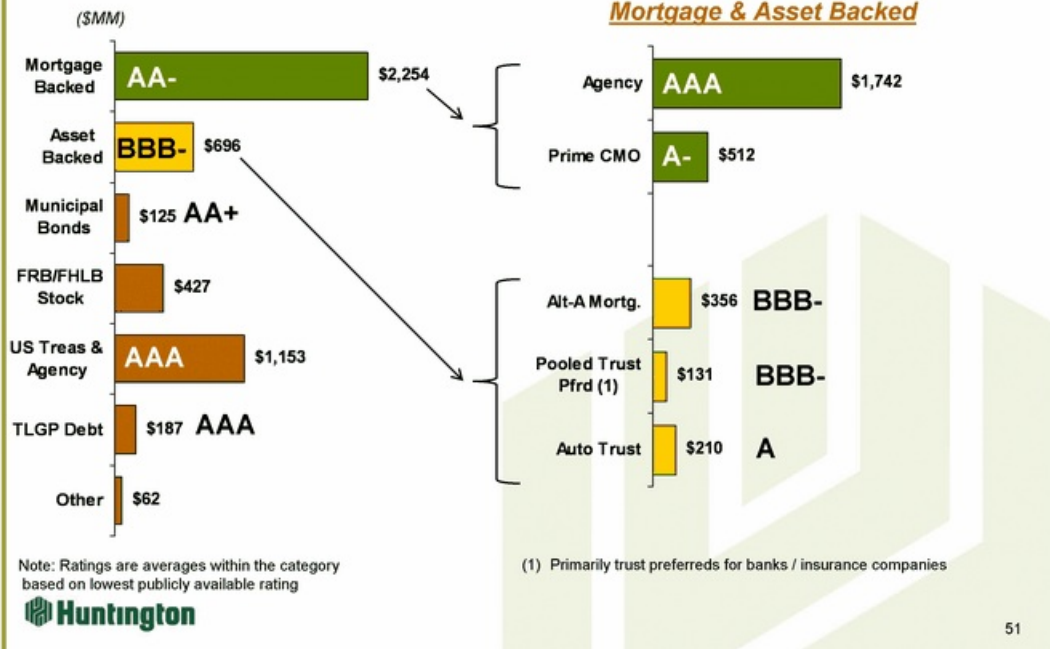 ($MM)
Mortgage & Asset Backed
Mortgage
Backed
AA-
$2,254
Asset
Backed
BBB-
$696
Municipal
Bonds
$125 AA+
FRB/FHLB
Stock
$427
US Treas &
Agency
AAA
$1,153
TLGP Debt
$187 AAA
Other
$62
Agency
AAA
$1,742
Prime CMO
A-
$512
Alt-A Mortg.
$356 BBB-
Pooled Trust
Pfrd (1)
$131 BBB-
Auto Trust
$210 A
Note: Ratings are averages within the category
based on lowest publicly available rating
(1) Primarily trust preferreds for banks / insurance companies
Huntington
51